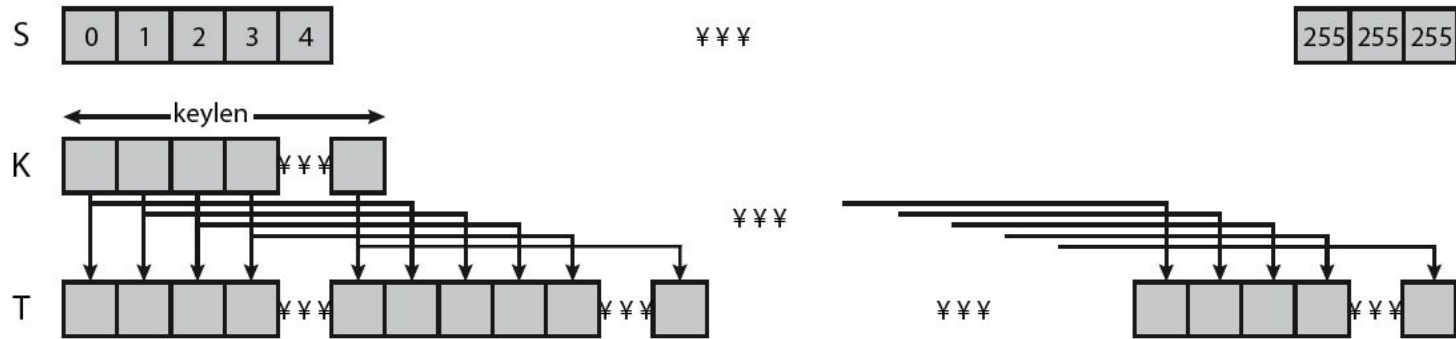 S 0 1 2 3 4 ¥ ¥ ¥ 255 255 255
keylen
K ¥ ¥ ¥
¥ ¥ ¥
T ¥ ¥ ¥ ¥ ¥ ¥ ¥ ¥ ¥ ¥ ¥ ¥